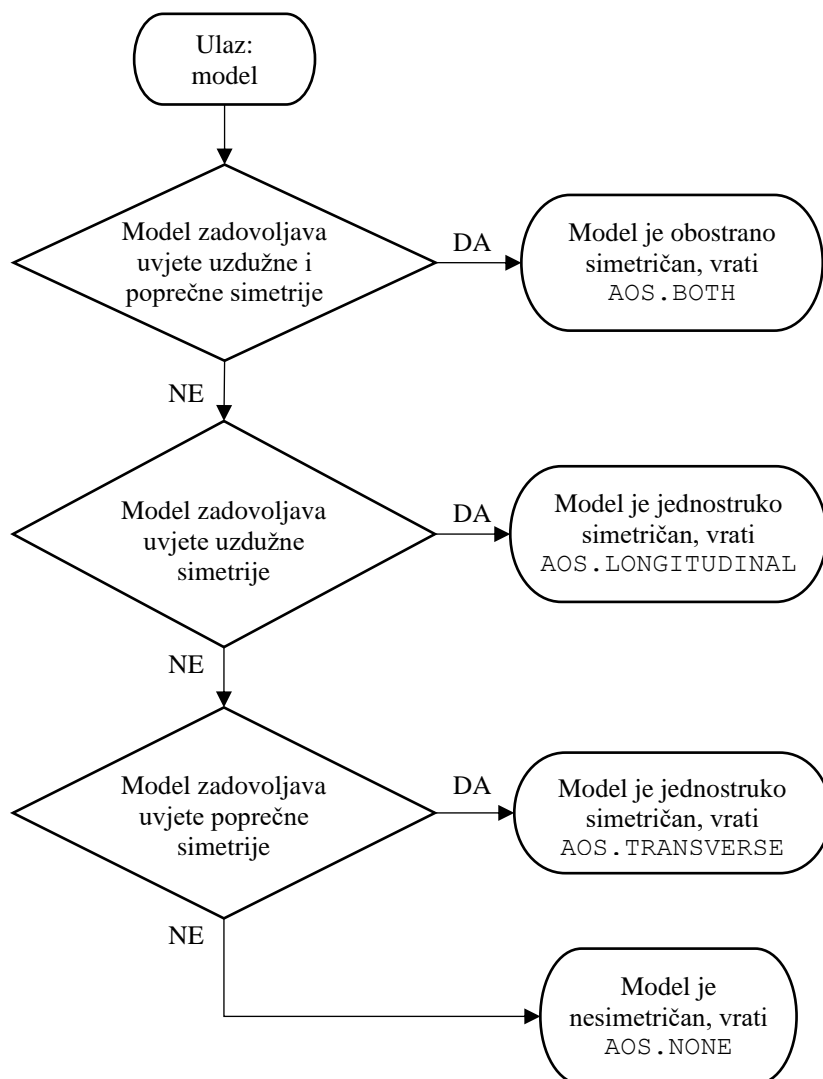 Ulaz:
model
Model zadovoljava
uvjete uzdužne i
poprečne simetrije
DA
Model je obostrano
simetričan, vrati
AOS.BOTH
NE
Model zadovoljava
uvjete uzdužne
simetrije
DA
Model je jednostruko
simetričan, vrati
AOS.LONGITUDINAL
NE
Model zadovoljava
uvjete poprečne
simetrije
DA
Model je jednostruko
simetričan, vrati
AOS.TRANSVERSE
NE
Model je
nesimetričan, vrati
AOS.NONE